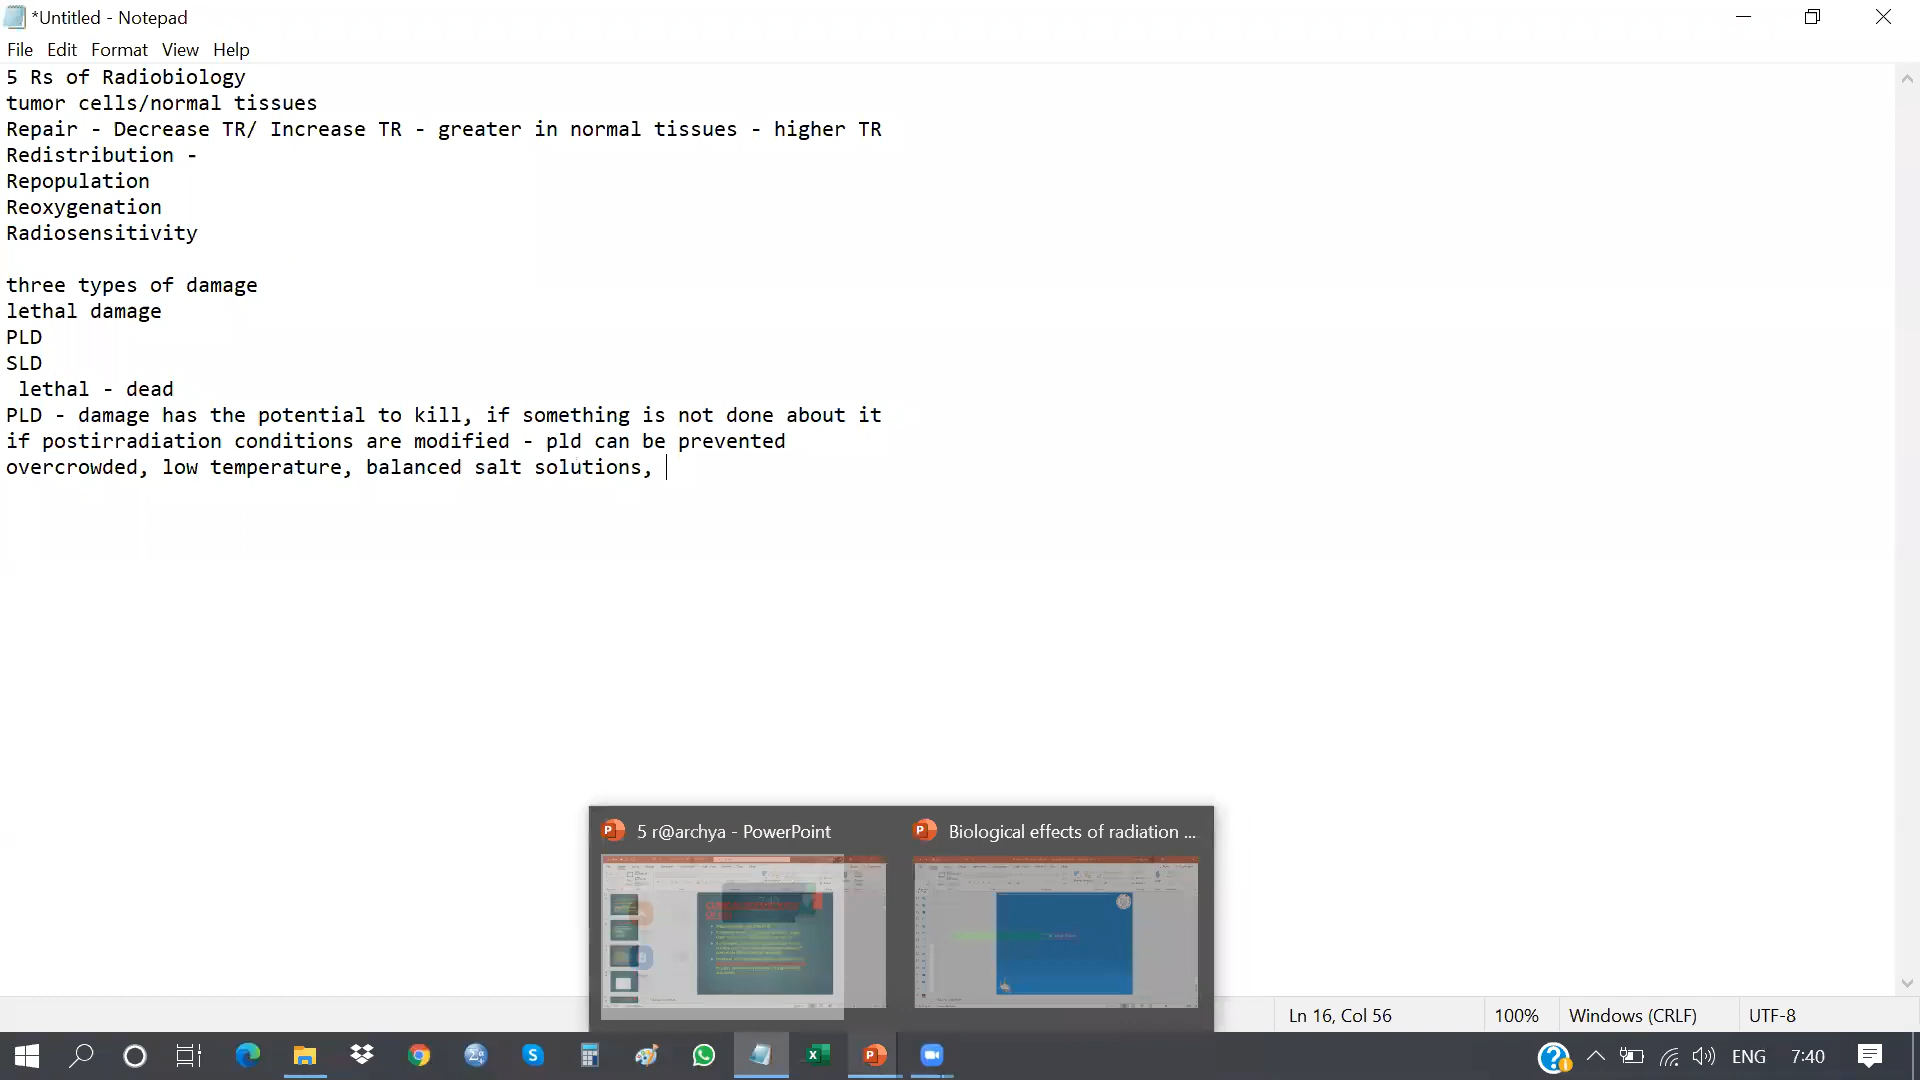 *Untitled - Notepad
File Edit Format View Help
5 Rs of Radiobiology
tumor cells/normal tissues
Repair - Decrease TR/ Increase TR - greater in normal tissues - higher TR
Redistribution -
Repopulation
Reoxygenation
Radiosensitivity
three types of damage
lethal damage
PLD
SLD
lethal - dead
PLD - damage has the potential to kill, if something is not done about it
if postirradiation conditions are modified - pld can be prevented
overcrowded, low temperature, balanced salt solutions,
5 r@archya - PowerPoint
Biological effects of radiation ...
Ln 16, Col 56
100%
Windows (CRLF)
UTF-8
ENG
7:40